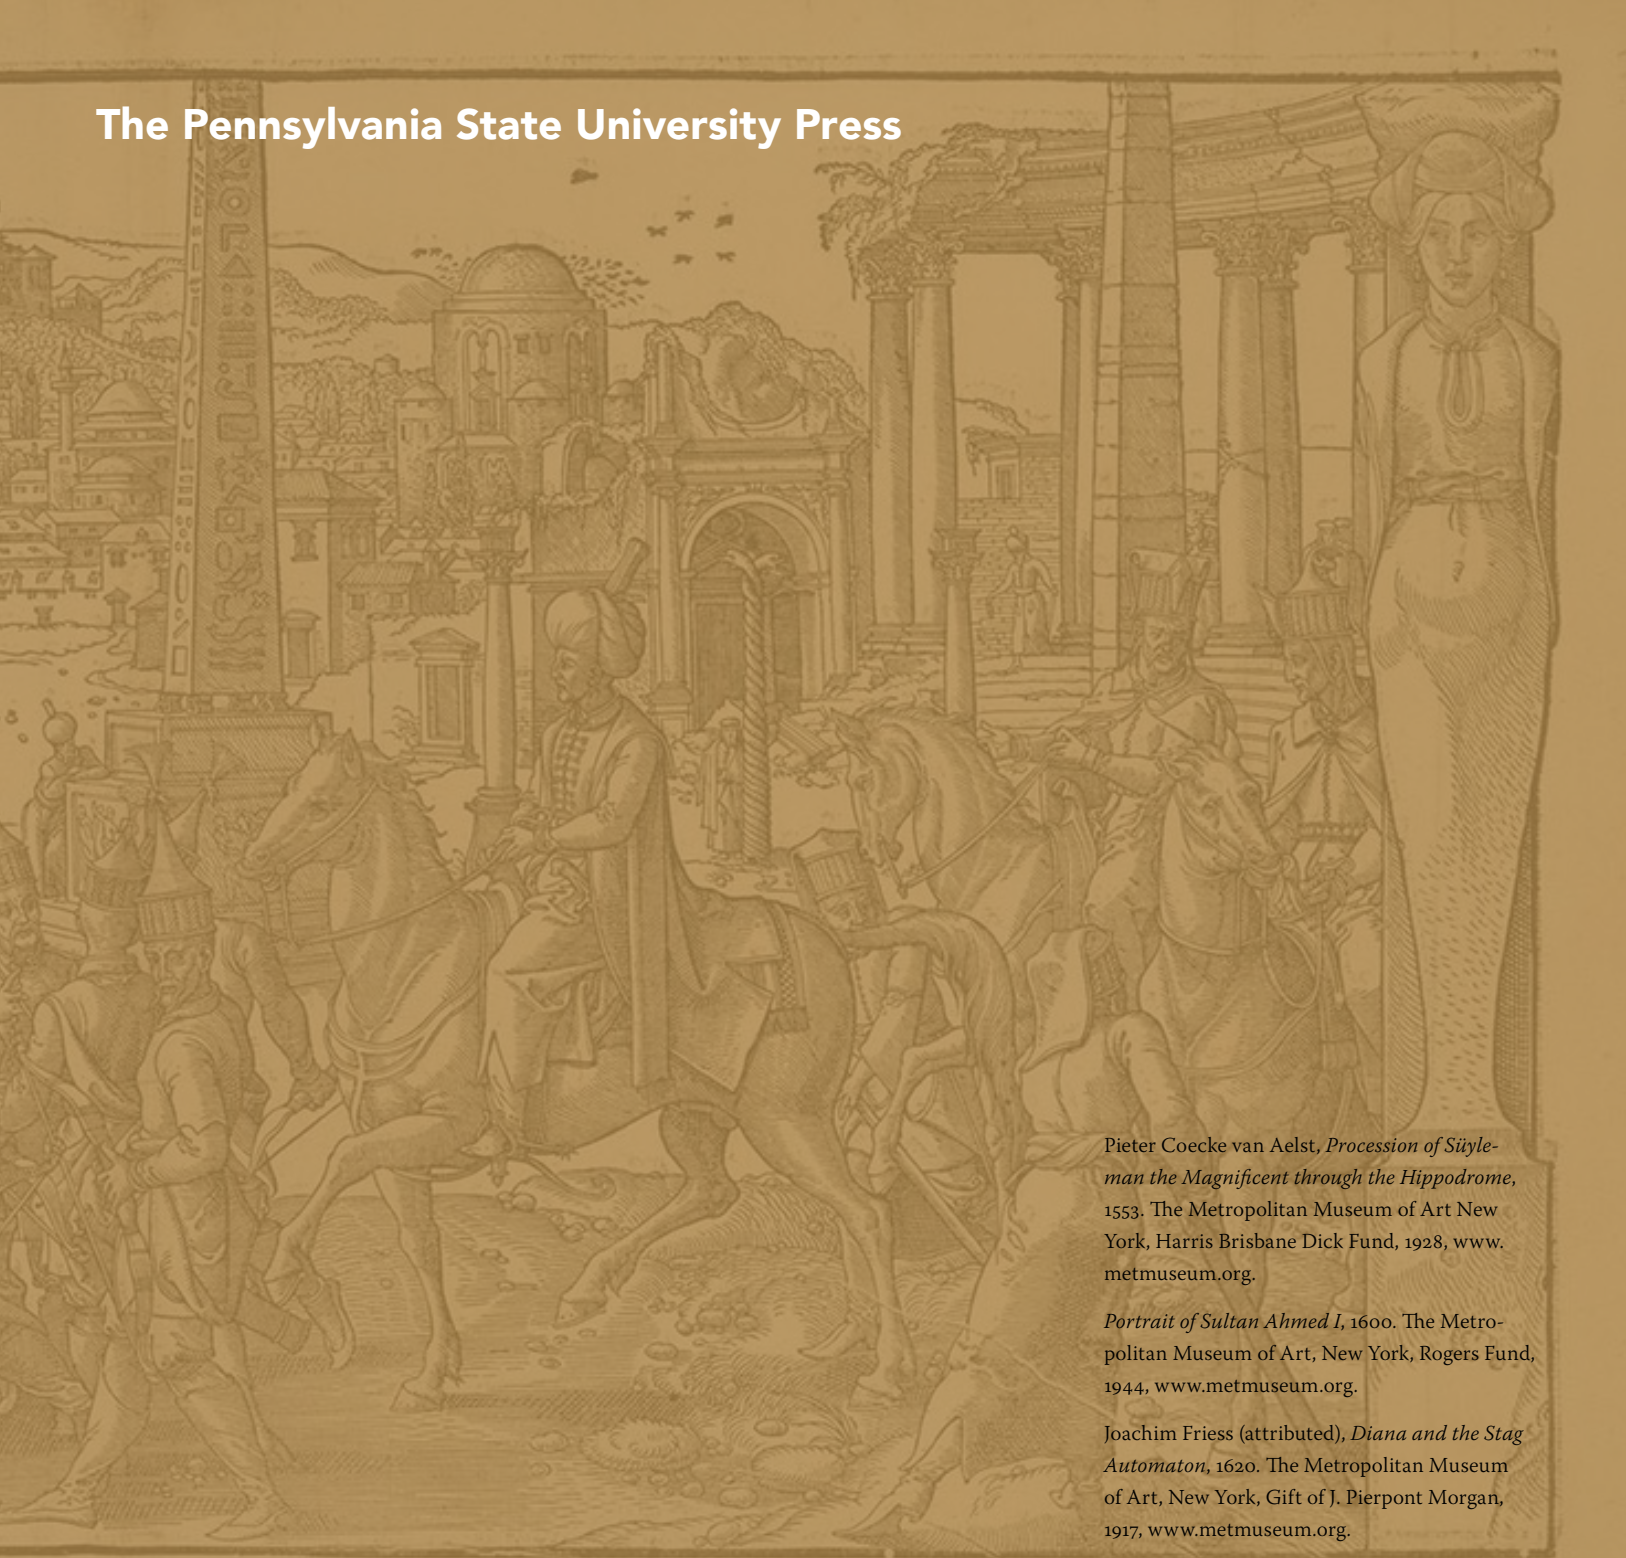 The Pennsylvania State University Press
Pieter Coecke van Aelst, Procession of Süyle-
man the Magnificent through the Hippodrome,
1553. The Metropolitan Museum of Art New
York, Harris Brisbane Dick Fund, 1928, www.
metmuseum.org.
Portrait of Sultan Ahmed I, 1600. The Metro-
politan Museum of Art, New York, Rogers Fund,
1944, www.metmuseum.org.
Joachim Friess (attributed), Diana and the Stag
Automaton, 1620. The Metropolitan Museum
of Art, New York, Gift of J. Pierpont Morgan,
1917, www.metmuseum.org.